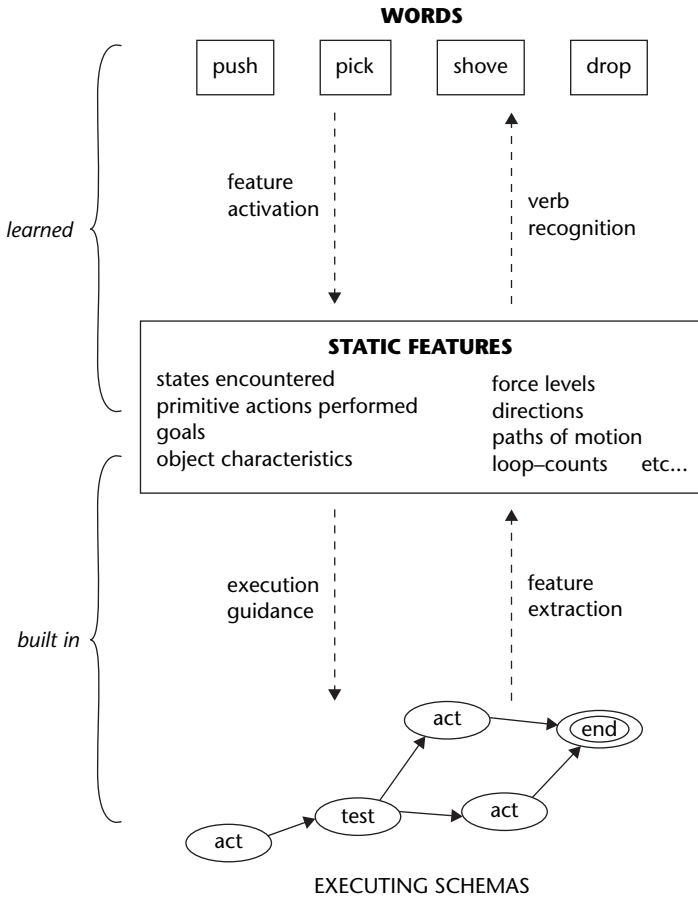 WORDS
push pick shove drop
feature
activation
verb
recognition
learned
STATIC FEATURES
states encountered
primitive actions performed
goals
object characteristics
force levels
directions
paths of motion
loop–counts etc...
execution
guidance
feature
extraction
built in
act
end
test
act
act
EXECUTING SCHEMAS